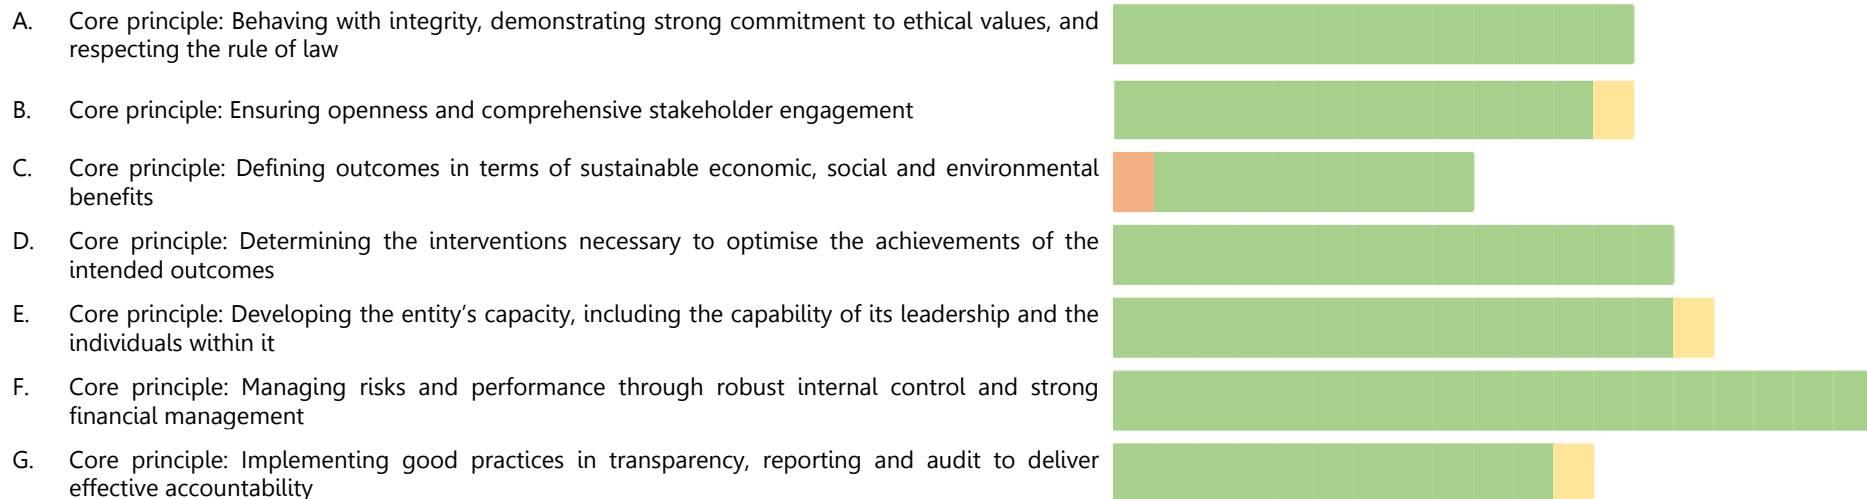 A. Core principle: Behaving with integrity, demonstrating strong commitment to ethical values, and
respecting the rule of law
B. Core principle: Ensuring openness and comprehensive stakeholder engagement
C. Core principle: Defining outcomes in terms of sustainable economic, social and environmental
benefits
D. Core principle: Determining the interventions necessary to optimise the achievements of the
intended outcomes
E. Core principle: Developing the entity’s capacity, including the capability of its leadership and the
individuals within it
F. Core principle: Managing risks and performance through robust internal control and strong
financial management
G. Core principle: Implementing good practices in transparency, reporting and audit to deliver
effective accountability